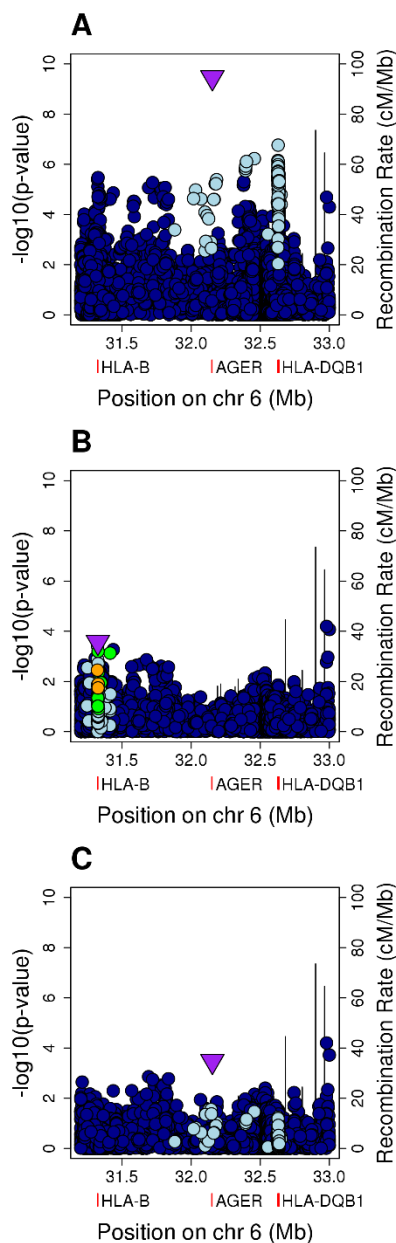 A
-log10(p-value)
10
8
6
4
2
0
100
80
60
40
20
0
Recombination Rate (cM/Mb)
31.5 32.0 32.5 33.0
HLA-B AGER HLA-DQB1
Position on chr 6 (Mb)
B
-log10(p-value)
10
8
6
4
2
0
100
80
60
40
20
0
Recombination Rate (cM/Mb)
31.5 32.0 32.5 33.0
HLA-B AGER HLA-DQB1
Position on chr 6 (Mb)
C
-log10(p-value)
10
8
6
4
2
0
100
80
60
40
20
0
Recombination Rate (cM/Mb)
31.5 32.0 32.5 33.0
HLA-B AGER HLA-DQB1
Position on chr 6 (Mb)